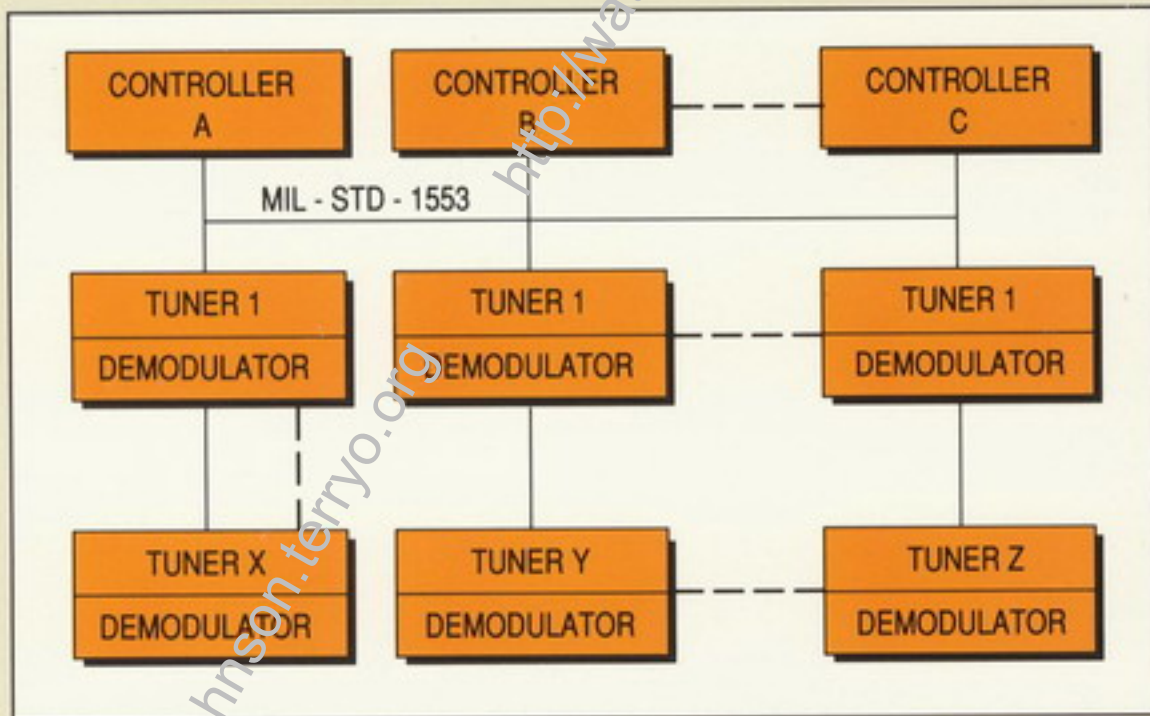 CONTROLLER
A
CONTROLLER
B
CONTROLLER
C
MIL - STD - 1553
TUNER 1
DEMODULATOR
TUNER 1
DEMODULATOR
TUNER 1
DEMODULATOR
TUNER X
DEMODULATOR
TUNER Y
DEMODULATOR
TUNER Z
DEMODULATOR